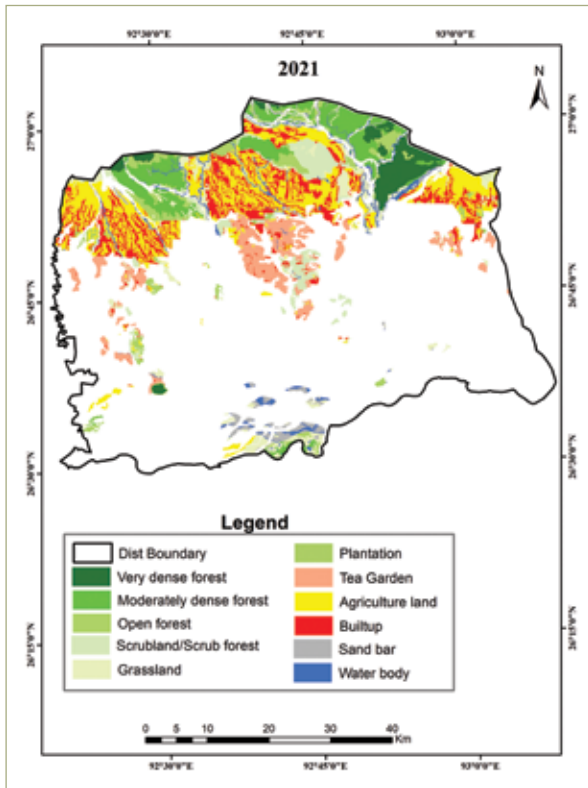 92°30'0"E 92°45'0"E 93°0'0"E
2021
N
27°0'0"N 27°0'0"N
26°45'0"N 26°45'0"N
26°30'0"N 26°30'0"N
Legend
Dist Boundary
Very dense forest
Moderately dense forest
Open forest
Scrubland/Scrub forest
Grassland
Plantation
Tea Garden
Agriculture land
Builtup
Sand bar
Water body
26°15'0"N 26°15'0"N
0 5 10 20 30 40
Km
92°30'0"E 92°45'0"E 93°0'0"E